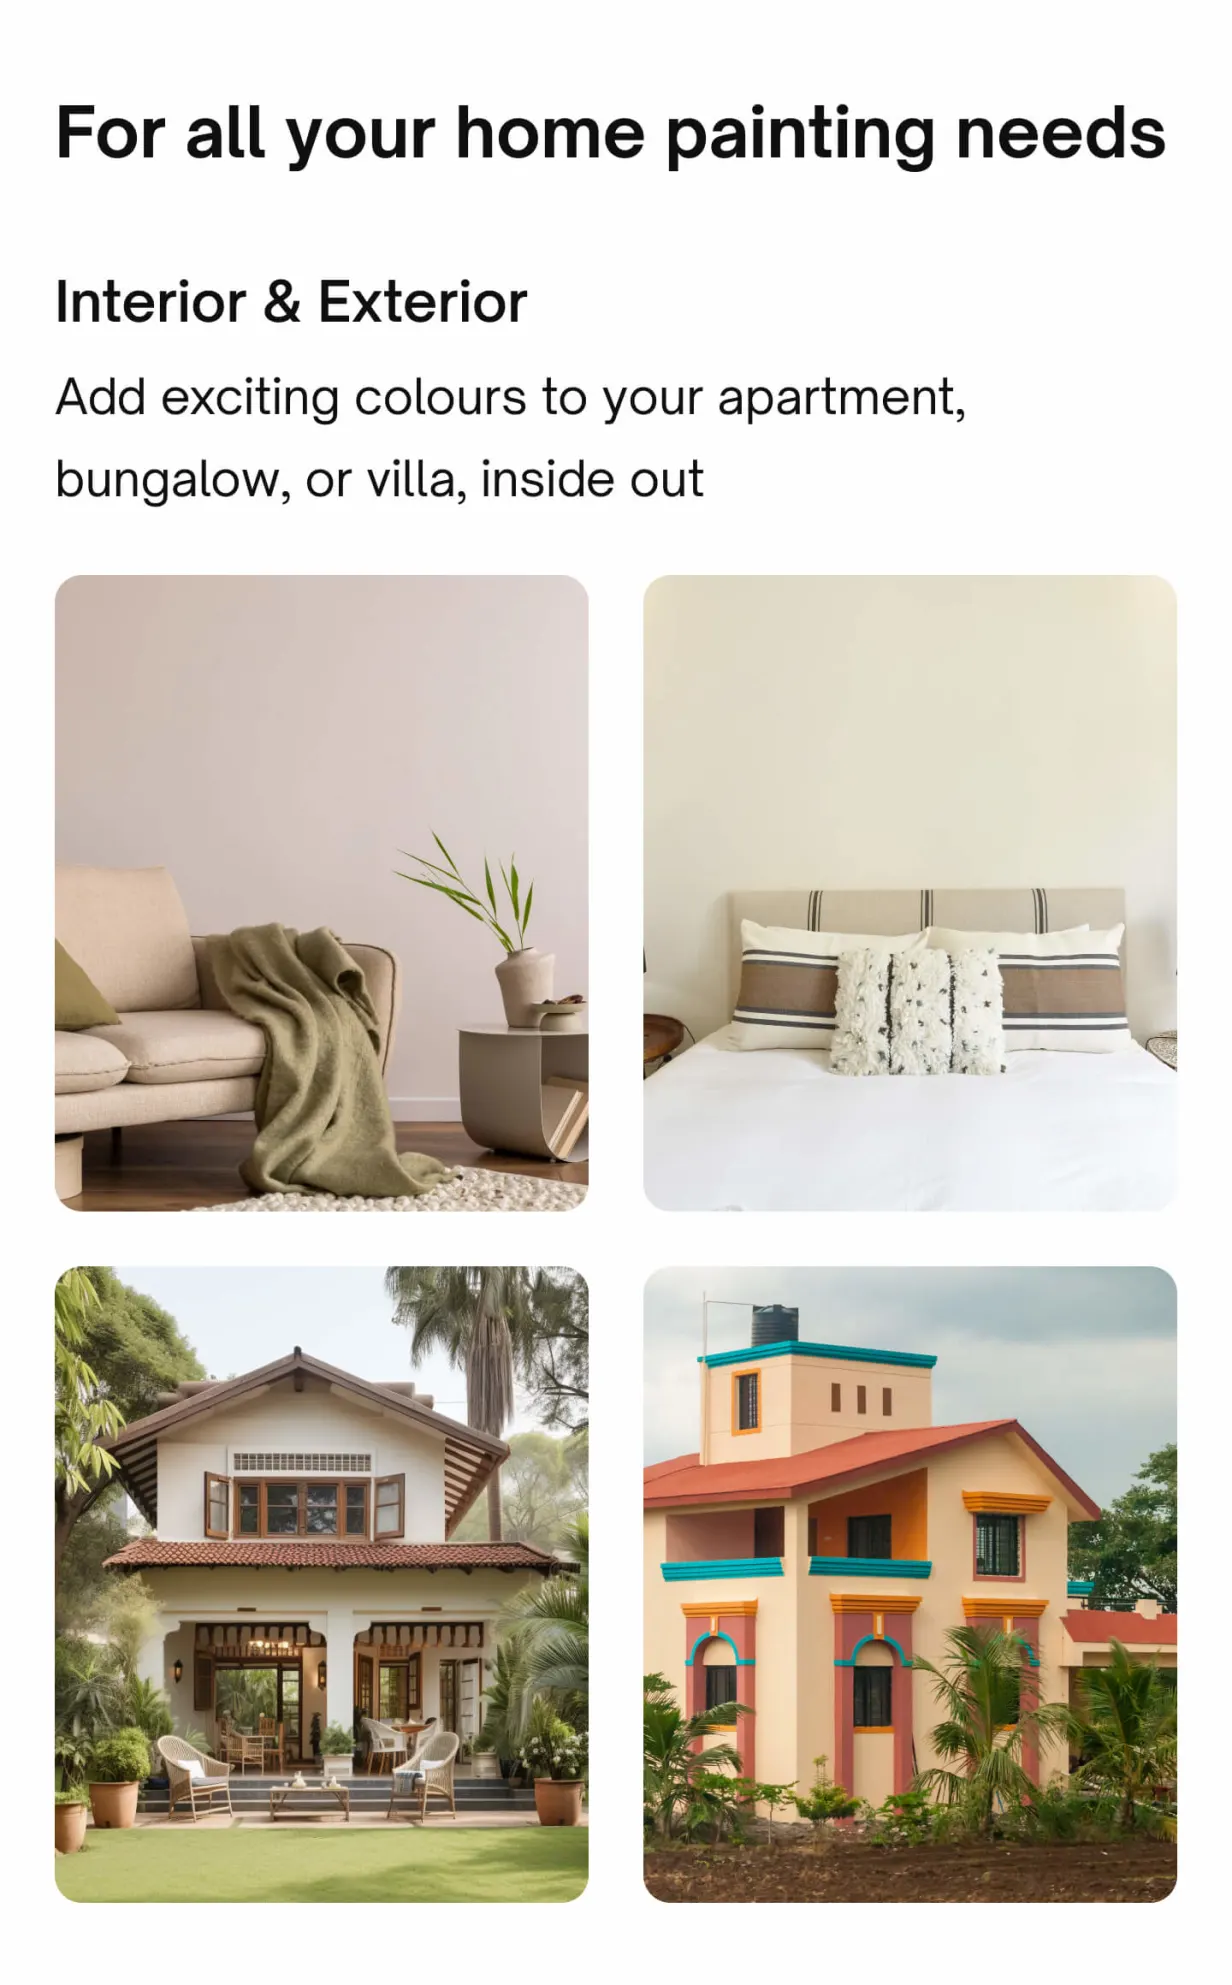 For all your home painting needs
Interior & Exterior
Add exciting colours to your apartment,
bungalow, or villa, inside out